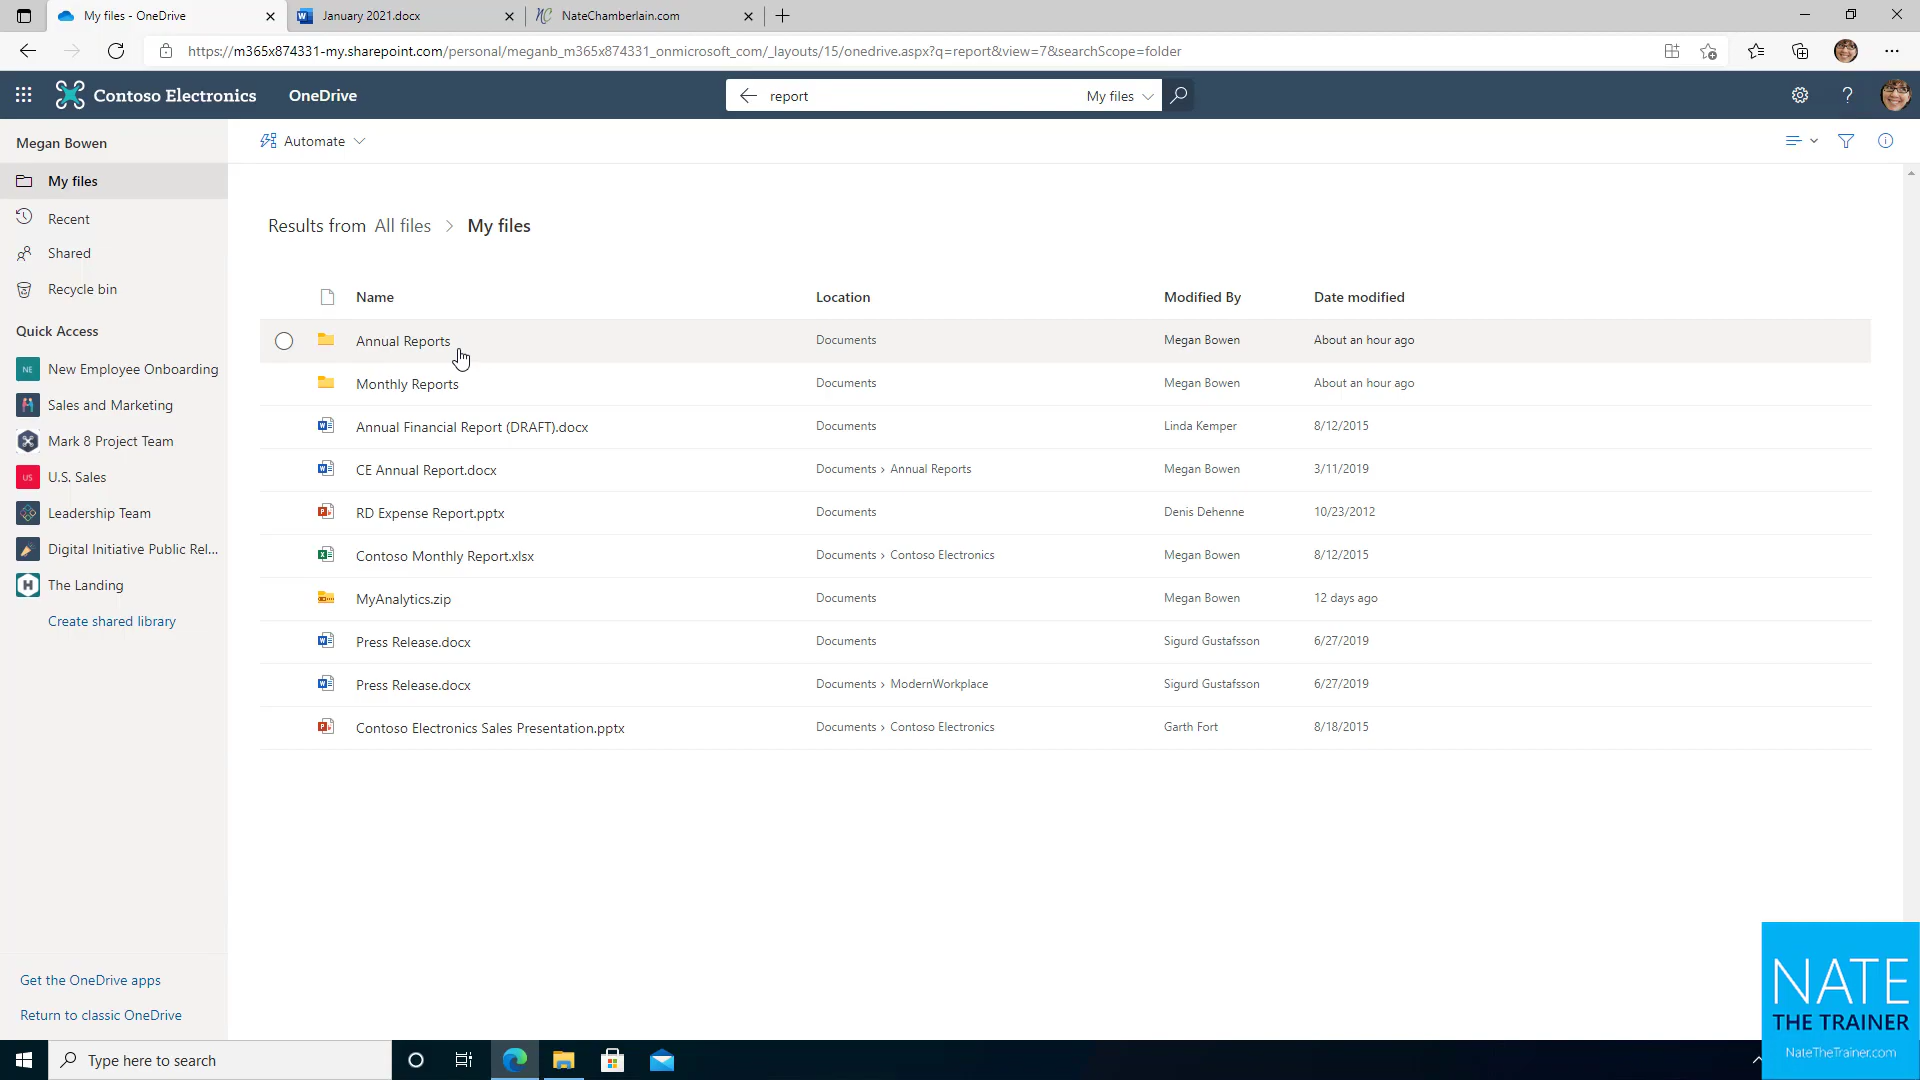 My files - OneDrive
January 2021.docx
NateChamberlain.com
https://m365x874331-my.sharepoint.com/personal/meganb_m365x874331_onmicrosoft_com/_layouts/15/onedrive.aspx?q=report&view=7&searchScope=folder
Contoso Electronics
OneDrive
report
My files
Megan Bowen
Automate
My files
Recent
Shared
Recycle bin
Quick Access
NE New Employee Onboarding
Sales and Marketing
Mark 8 Project Team
US U.S. Sales
Leadership Team
Digital Initiative Public Rel...
H The Landing
Create shared library
Get the OneDrive apps
Return to classic OneDrive
Results from All files > My files
Name Location Modified By Date modified
Annual Reports Documents Megan Bowen About an hour ago
Monthly Reports Documents Megan Bowen About an hour ago
Annual Financial Report (DRAFT).docx Documents Linda Kemper 8/12/2015
CE Annual Report.docx Documents > Annual Reports Megan Bowen 3/11/2019
RD Expense Report.pptx Documents Denis Dehenne 10/23/2012
Contoso Monthly Report.xlsx Documents > Contoso Electronics Megan Bowen 8/12/2015
MyAnalytics.zip Documents Megan Bowen 12 days ago
Press Release.docx Documents Sigurd Gustafsson 6/27/2019
Press Release.docx Documents > ModernWorkplace Sigurd Gustafsson 6/27/2019
Contoso Electronics Sales Presentation.pptx Documents > Contoso Electronics Garth Fort 8/18/2015
NATE
THE TRAINER
NateTheTrainer.com
Type here to search